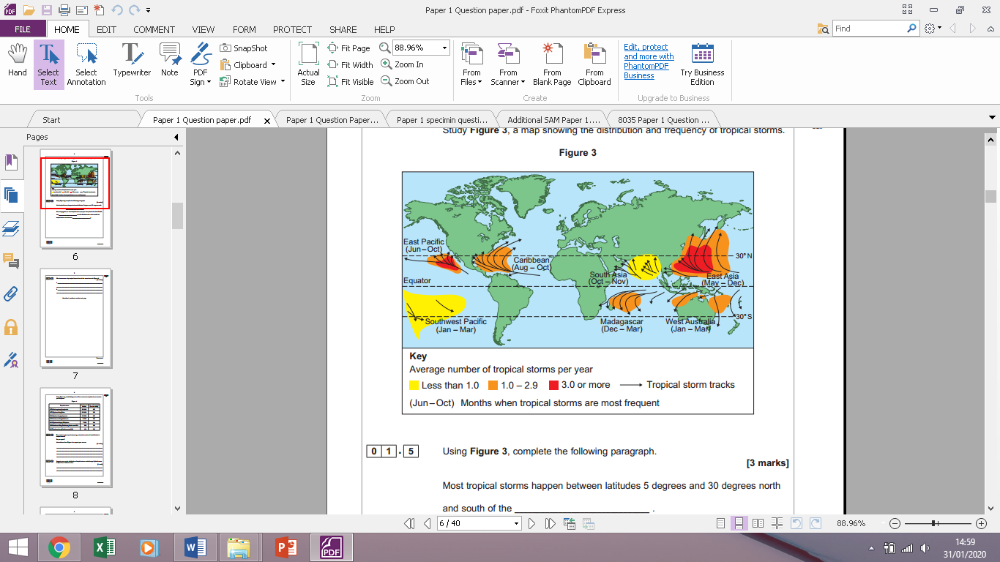 Paper 1 Question paper.pdf - Foxit PhantomPDF Express
FILE HOME EDIT COMMENT VIEW FORM PROTECT SHARE HELP
Find
Hand
Select Text
Select Annotation
Typewriter
Note
PDF Sign
SnapShot
Clipboard
Rotate View
Tools
Actual Size
Fit Page
Fit Width
Fit Visible
88.96%
Zoom In
Zoom Out
Zoom
From Files
From Scanner
From Blank Page
From Clipboard
Create
Edit, protect
and more with
PhantomPDF
Business
Try Business Edition
Upgrade to Business
Start
Paper 1 Question paper.pdf
Paper 1 Question Paper...
Paper 1 specimin questi...
Additional SAM Paper 1....
8035 Paper 1 Question ...
Pages
6
7
8
Study Figure 3, a map showing the distribution and frequency of tropical storms.
Figure 3
East Pacific
(Jun – Oct)
Caribbean
(Aug – Oct)
South Asia
(Oct – Nov)
East Asia
(May – Dec)
30° N
Equator
Southwest Pacific
(Jan – Mar)
Madagascar
(Dec – Mar)
West Australia
(Jan – Mar)
30° S
Key
Average number of tropical storms per year
Less than 1.0 1.0 – 2.9 3.0 or more Tropical storm tracks
(Jun – Oct) Months when tropical storms are most frequent
0 1 . 5 Using Figure 3, complete the following paragraph.
[3 marks]
Most tropical storms happen between latitudes 5 degrees and 30 degrees north
and south of the ________________________ .
6 / 40
88.96%
14:59
31/01/2020